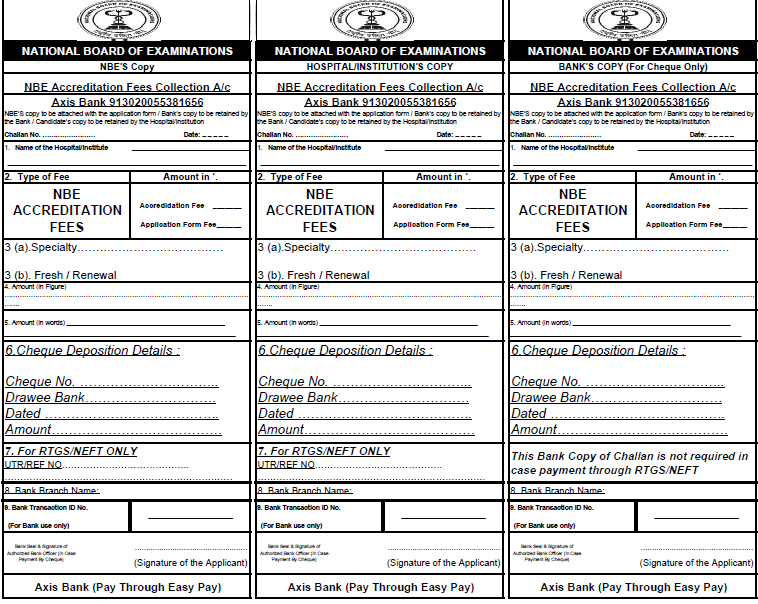 NATIONAL BOARD OF EXAMINATIONS
NBE's Copy
NBE Accreditation Fees Collection A/c
Axis Bank 913020055381656
NBE'S copy to be attached with the application form / Bank's copy to be retained by
the Bank / Candidate's copy to be retained by the Hospital/Institution
Challan No. ........................ Date: _ _ _ _ _
1. Name of the Hospital/Institute ____________________
2. Type of Fee Amount in `.
NBE
ACCREDITATION
FEES
Accredidation Fee ______
Application Form Fee______
3 (a).Specialty………………………………….
3 (b). Fresh / Renewal
4. Amount (in Figure)
5. Amount (in words) ____________________
6.Cheque Deposition Details :
Cheque No. ………………………………..
Drawee Bank………………………………
Dated ……………………………………….
Amount……………………………………..
7. For RTGS/NEFT ONLY
UTR/REF NO…………………………………
8. Bank Branch Name:
9. Bank Transaction ID No.
(For Bank use only)
Bank Seal & Signature of
Authorized Bank Officer (In Case
Payment By Cheque)
(Signature of the Applicant)
Axis Bank (Pay Through Easy Pay)
NATIONAL BOARD OF EXAMINATIONS
HOSPITAL/INSTITUTION'S COPY
NBE Accreditation Fees Collection A/c
Axis Bank 913020055381656
NBE'S copy to be attached with the application form / Bank's copy to be retained by
the Bank / Candidate's copy to be retained by the Hospital/Institution
Challan No. ........................ Date: _ _ _ _ _
1. Name of the Hospital/Institute ____________________
2. Type of Fee Amount in `.
NBE
ACCREDITATION
FEES
Accredidation Fee ______
Application Form Fee______
3 (a).Specialty………………………………….
3 (b). Fresh / Renewal
4. Amount (in Figure)
5. Amount (in words) ____________________
6.Cheque Deposition Details :
Cheque No. ………………………………..
Drawee Bank………………………………
Dated ……………………………………….
Amount……………………………………..
7. For RTGS/NEFT ONLY
UTR/REF NO…………………………………
8. Bank Branch Name:
9. Bank Transaction ID No.
(For Bank use only)
Bank Seal & Signature of
Authorized Bank Officer (In Case
Payment By Cheque)
(Signature of the Applicant)
Axis Bank (Pay Through Easy Pay)
NATIONAL BOARD OF EXAMINATIONS
BANK'S COPY (For Cheque Only)
NBE Accreditation Fees Collection A/c
Axis Bank 913020055381656
NBE'S copy to be attached with the application form / Bank's copy to be retained by
the Bank / Candidate's copy to be retained by the Hospital/Institution
Challan No. ........................ Date: _ _ _ _ _
1. Name of the Hospital/Institute ____________________
2. Type of Fee Amount in `.
NBE
ACCREDITATION
FEES
Accredidation Fee ______
Application Form Fee______
3 (a).Specialty………………………………….
3 (b). Fresh / Renewal
4. Amount (in Figure)
5. Amount (in words) ____________________
6.Cheque Deposition Details :
Cheque No. ………………………………..
Drawee Bank………………………………
Dated ……………………………………….
Amount……………………………………..
This Bank Copy of Challan is not required in
case payment through RTGS/NEFT
8. Bank Branch Name:
9. Bank Transaction ID No.
(For Bank use only)
Bank Seal & Signature of
Authorized Bank Officer (In Case
Payment By Cheque)
(Signature of the Applicant)
Axis Bank (Pay Through Easy Pay)